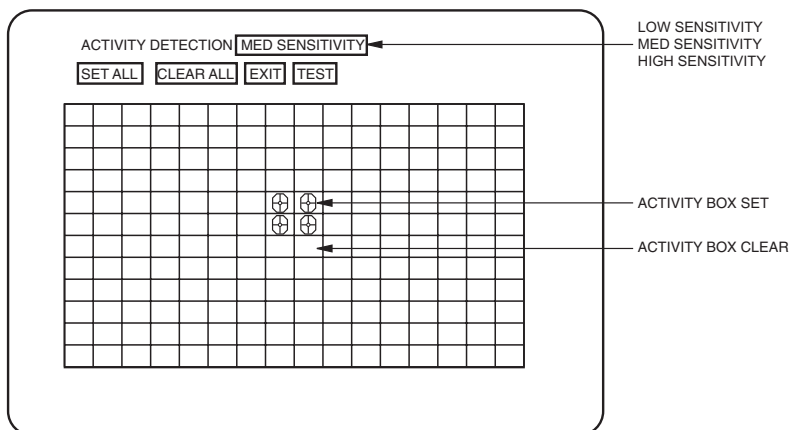 ACTIVITY DETECTION MED SENSITIVITY
SET ALL CLEAR ALL EXIT TEST
LOW SENSITIVITY
MED SENSITIVITY
HIGH SENSITIVITY
ACTIVITY BOX SET
ACTIVITY BOX CLEAR